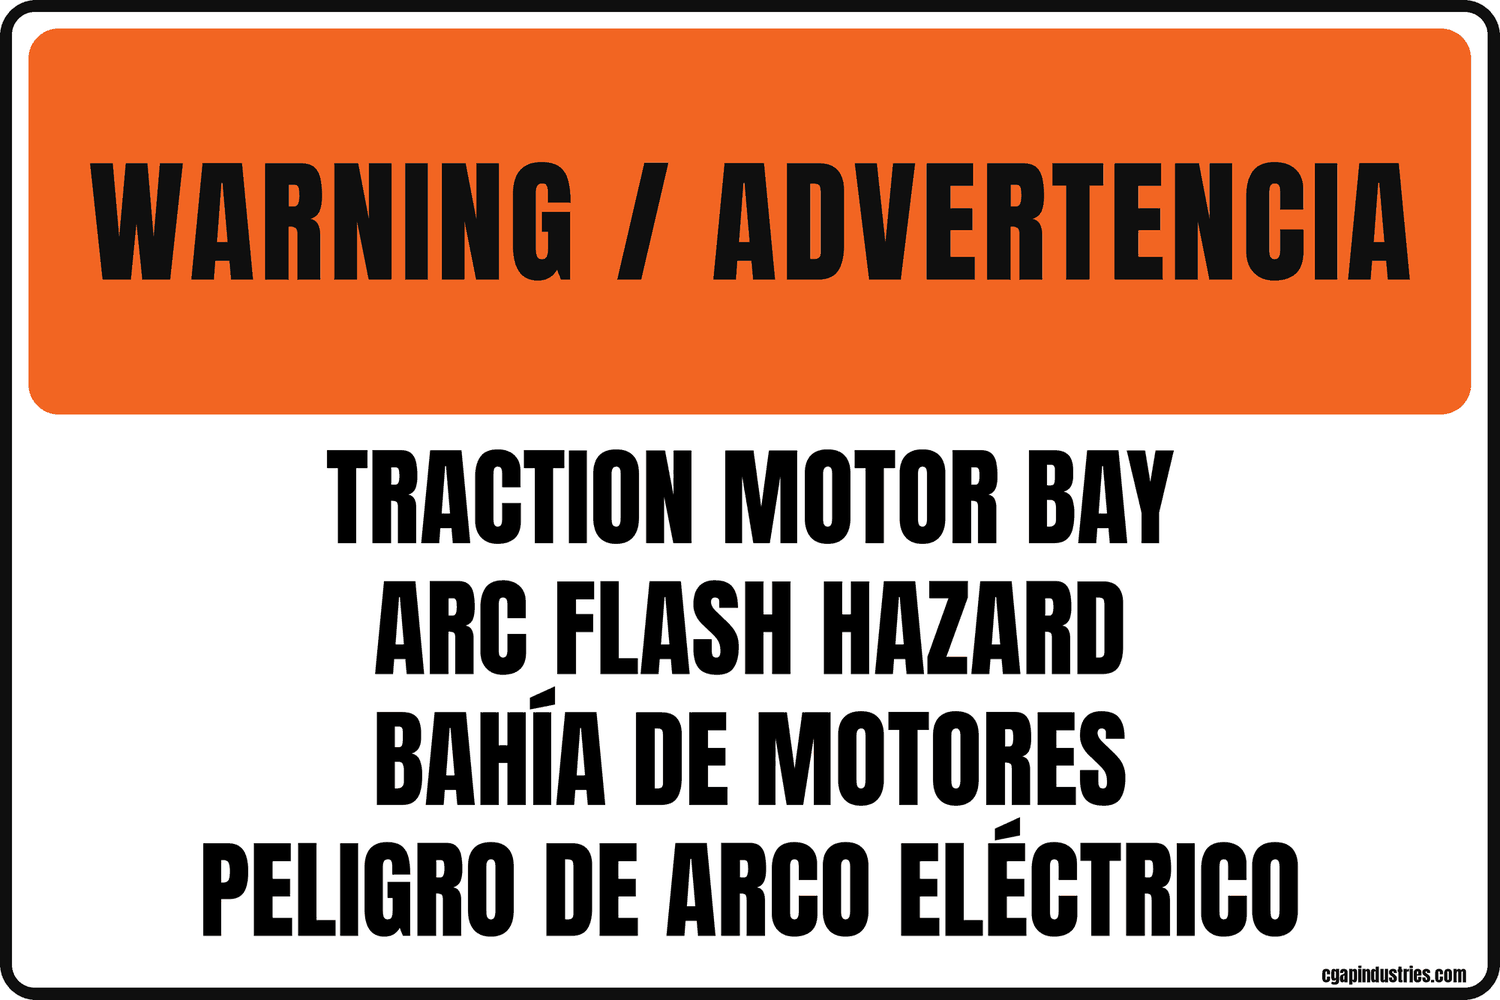 WARNING / ADVERTENCIA
TRACTION MOTOR BAY
ARC FLASH HAZARD
BAHÍA DE MOTORES
PELIGRO DE ARCO ELÉCTRICO
cgapindustries.com